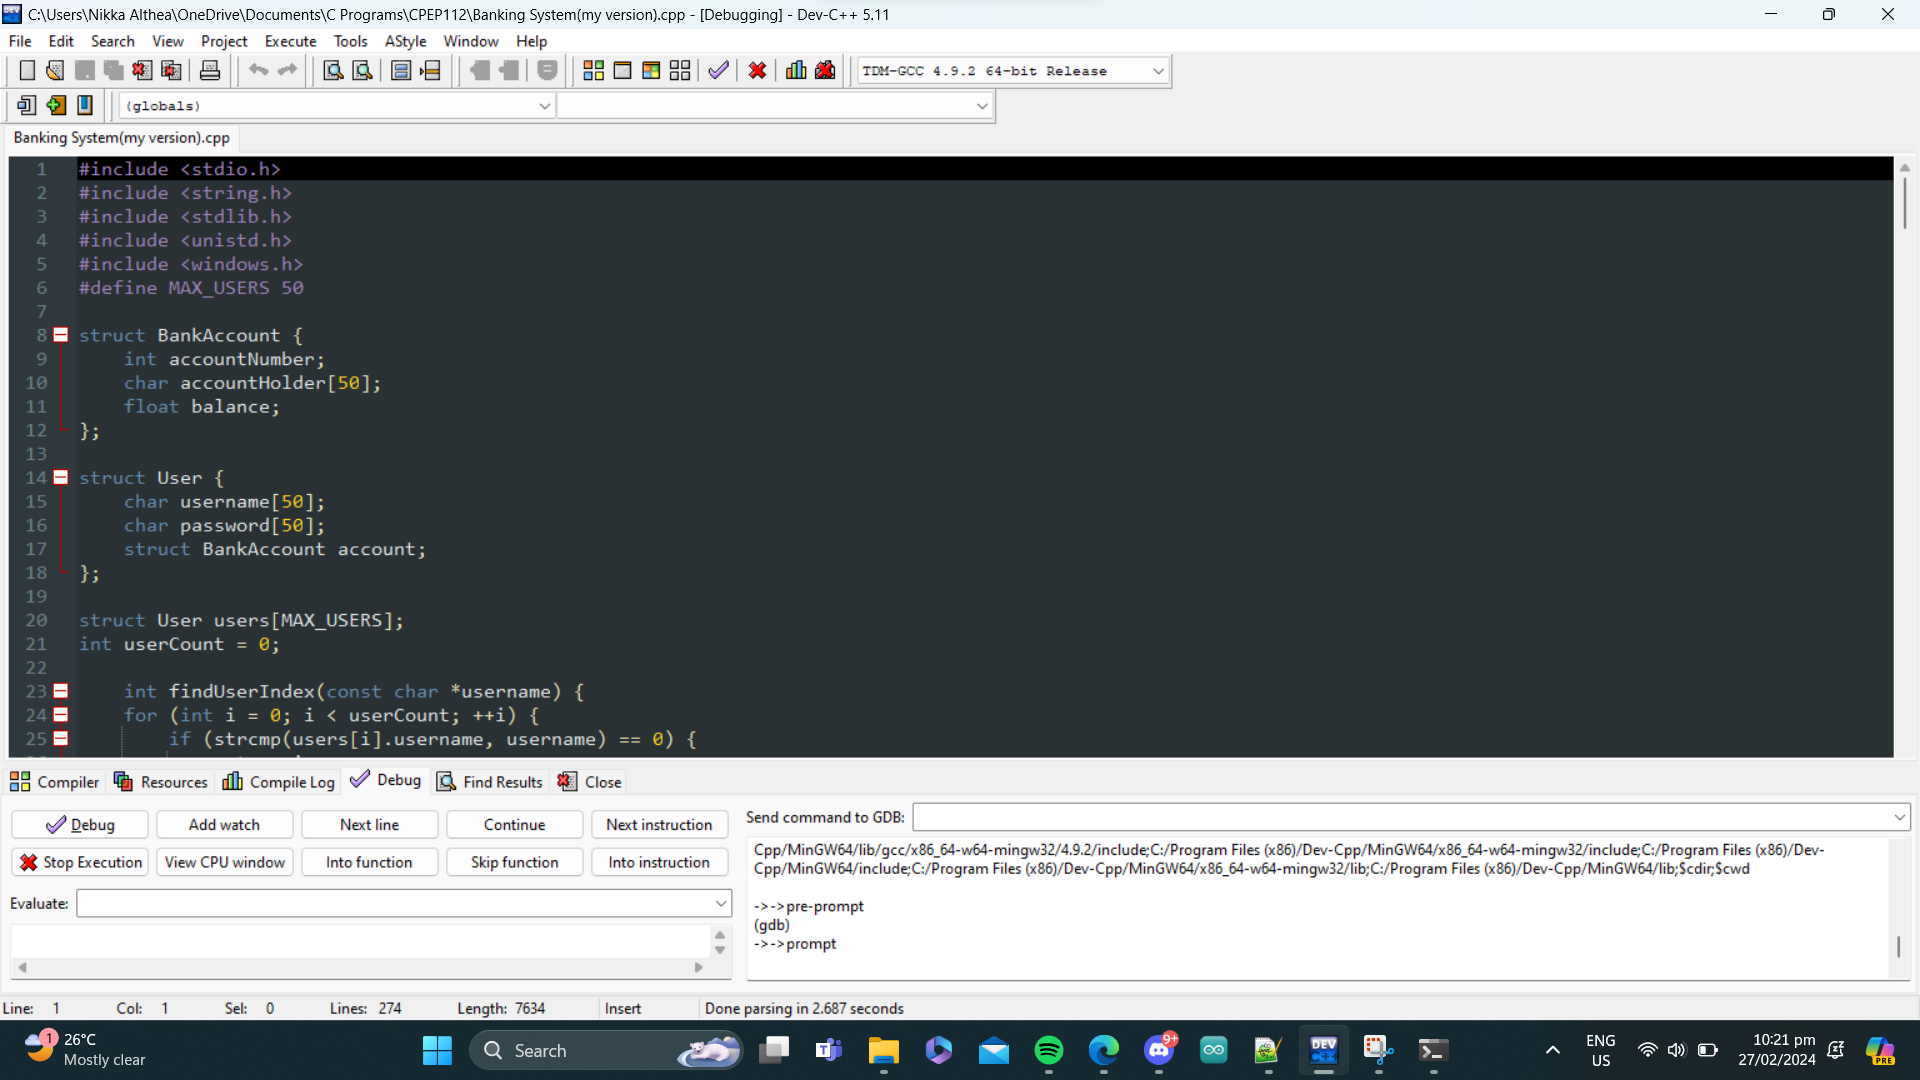 C:\Users\Nikka Althea\OneDrive\Documents\C Programs\CPEP112\Banking System(my version).cpp - [Debugging] - Dev-C++ 5.11
File Edit Search View Project Execute Tools AStyle Window Help
TDM-GCC 4.9.2 64-bit Release
(globals)
Banking System(my version).cpp
1 #include <stdio.h>
2 #include <string.h>
3 #include <stdlib.h>
4 #include <unistd.h>
5 #include <windows.h>
6 #define MAX_USERS 50
7
8 struct BankAccount {
9 int accountNumber;
10 char accountHolder[50];
11 float balance;
12 };
13
14 struct User {
15 char username[50];
16 char password[50];
17 struct BankAccount account;
18 };
19
20 struct User users[MAX_USERS];
21 int userCount = 0;
22
23 int findUserIndex(const char *username) {
24 for (int i = 0; i < userCount; ++i) {
25 if (strcmp(users[i].username, username) == 0) {
Compiler Resources Compile Log Debug Find Results Close
Debug Add watch Next line Continue Next instruction
Stop Execution View CPU window Into function Skip function Into instruction
Evaluate:
Send command to GDB:
Cpp/MinGW64/lib/gcc/x86_64-w64-mingw32/4.9.2/include;C:/Program Files (x86)/Dev-Cpp/MinGW64/x86_64-w64-mingw32/include;C:/Program Files (x86)/Dev-
Cpp/MinGW64/include;C:/Program Files (x86)/Dev-Cpp/MinGW64/x86_64-w64-mingw32/lib;C:/Program Files (x86)/Dev-Cpp/MinGW64/lib;$cdir;$cwd
->->pre-prompt
(gdb)
->->prompt
Line: 1 Col: 1 Sel: 0 Lines: 274 Length: 7634 Insert Done parsing in 2.687 seconds
1
26°C
Mostly clear
Search
9+
DEV
ENG
US
10:21 pm
27/02/2024
PRE